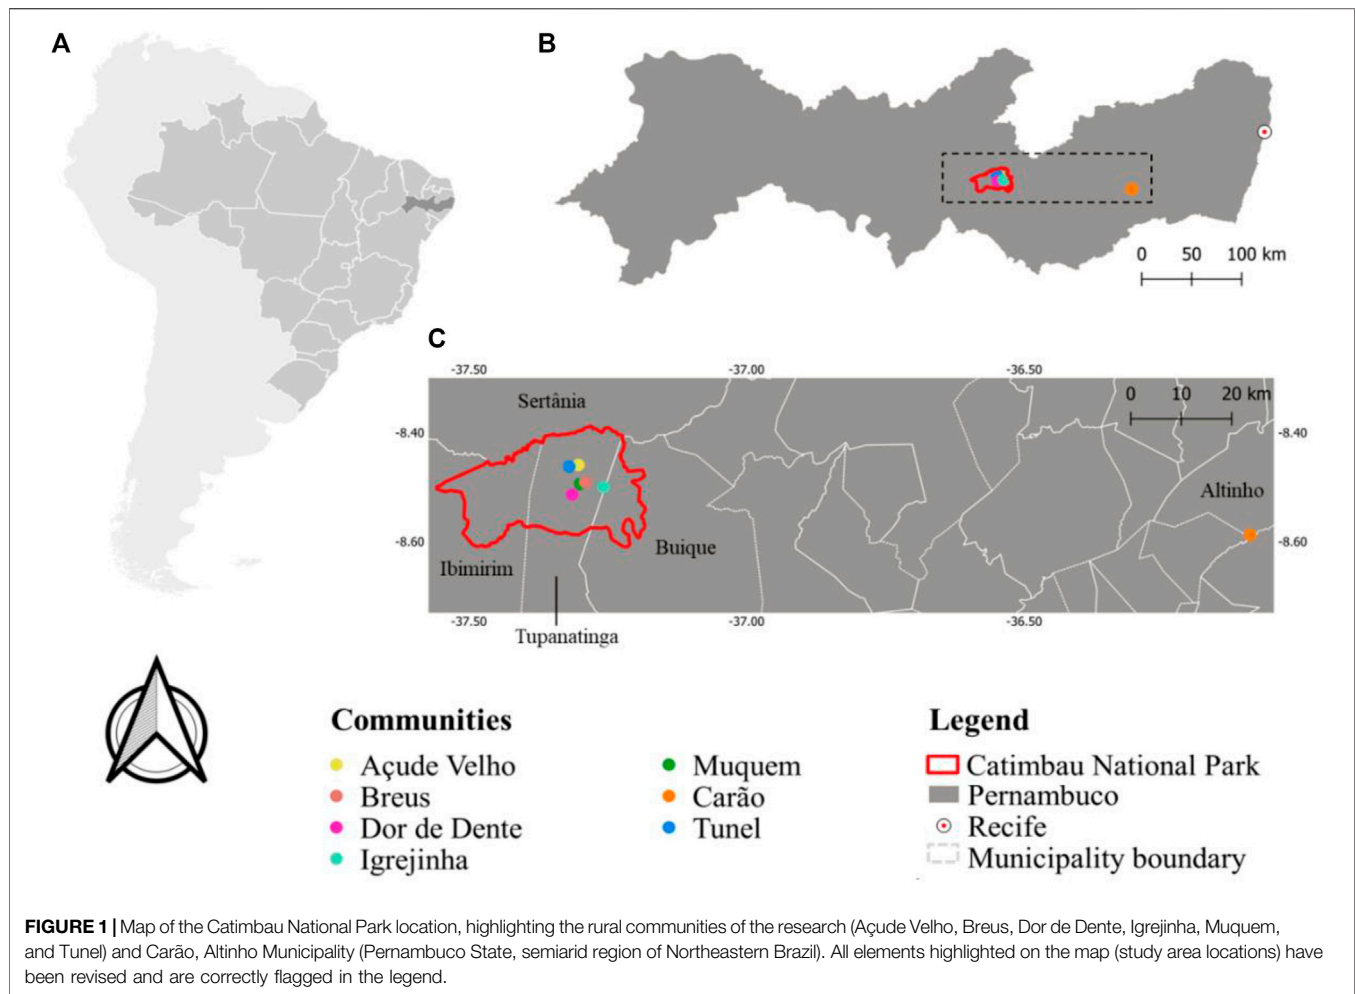 A
B
0 50 100 km
C
-37.50 -37.00 -36.50
Sertânia
0 10 20 km
-8.40 -8.40
Altinho
-8.60 -8.60
Buique
Ibimirim
-37.50 -37.00 -36.50
Tupanatinga
Communities
Açude Velho
Breus
Dor de Dente
Igrejinha
Muquem
Carão
Tunel
Legend
Catimbau National Park
Pernambuco
Recife
Municipality boundary
FIGURE 1 | Map of the Catimbau National Park location, highlighting the rural communities of the research (Açude Velho, Breus, Dor de Dente, Igrejinha, Muquem,
and Tunel) and Carão, Altinho Municipality (Pernambuco State, semiarid region of Northeastern Brazil). All elements highlighted on the map (study area locations) have
been revised and are correctly flagged in the legend.